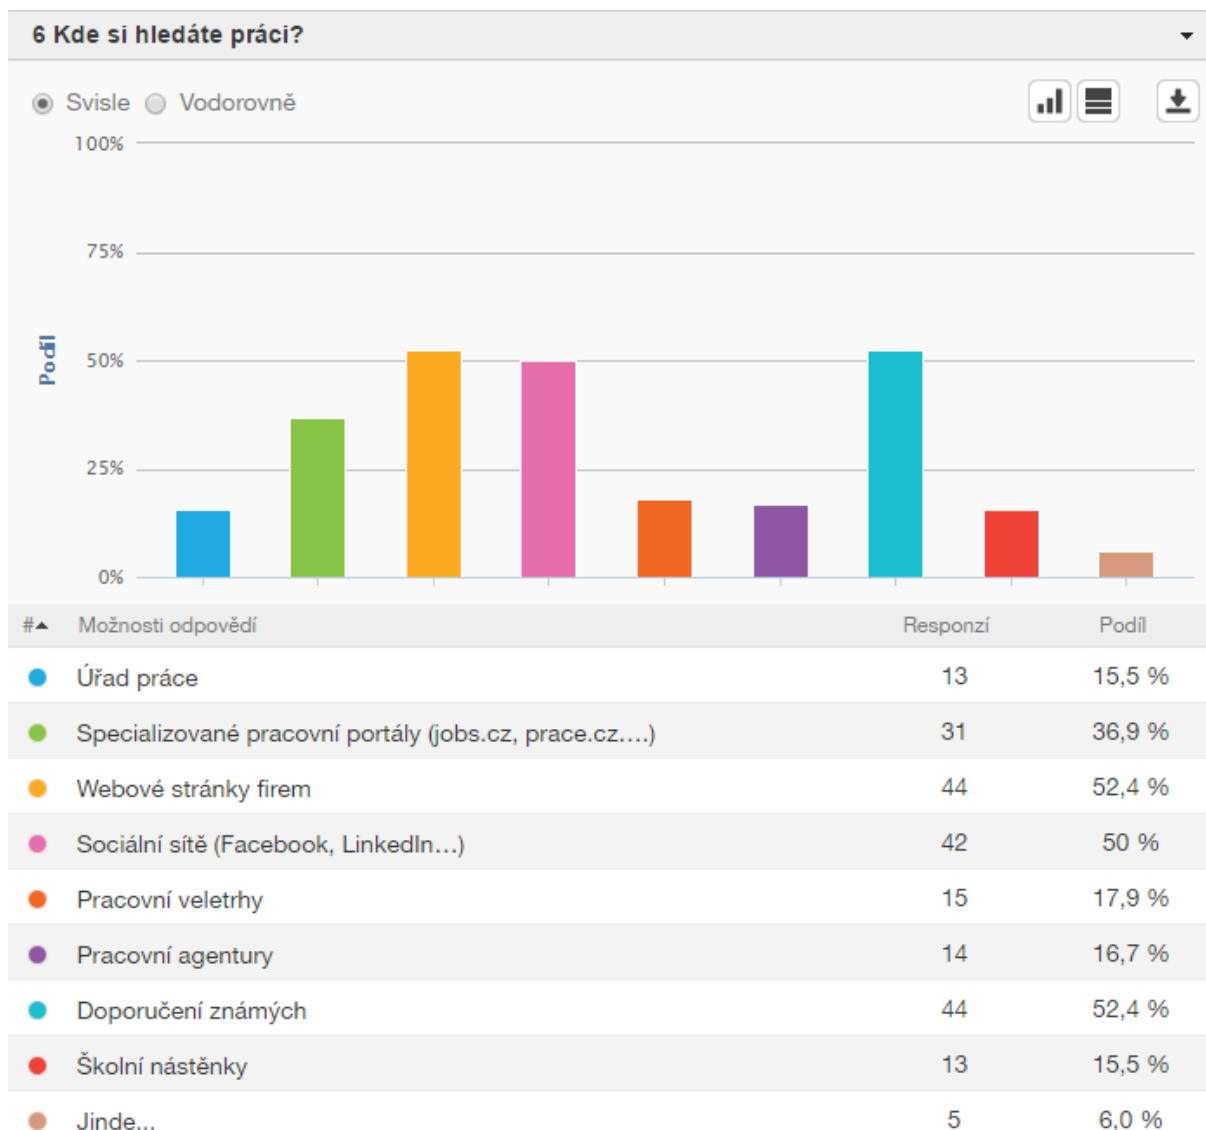 6 Kde si hledáte práci?
Svisle Vodorovně
100%
75%
50%
25%
0%
Podíl
# Možnosti odpovědí Responzí Podíl
Úřad práce 13 15,5 %
Specializované pracovní portály (jobs.cz, prace.cz....) 31 36,9 %
Webové stránky firem 44 52,4 %
Sociální sítě (Facebook, LinkedIn...) 42 50 %
Pracovní veletrhy 15 17,9 %
Pracovní agentury 14 16,7 %
Doporučení známých 44 52,4 %
Školní nástěnky 13 15,5 %
Jinde... 5 6,0 %